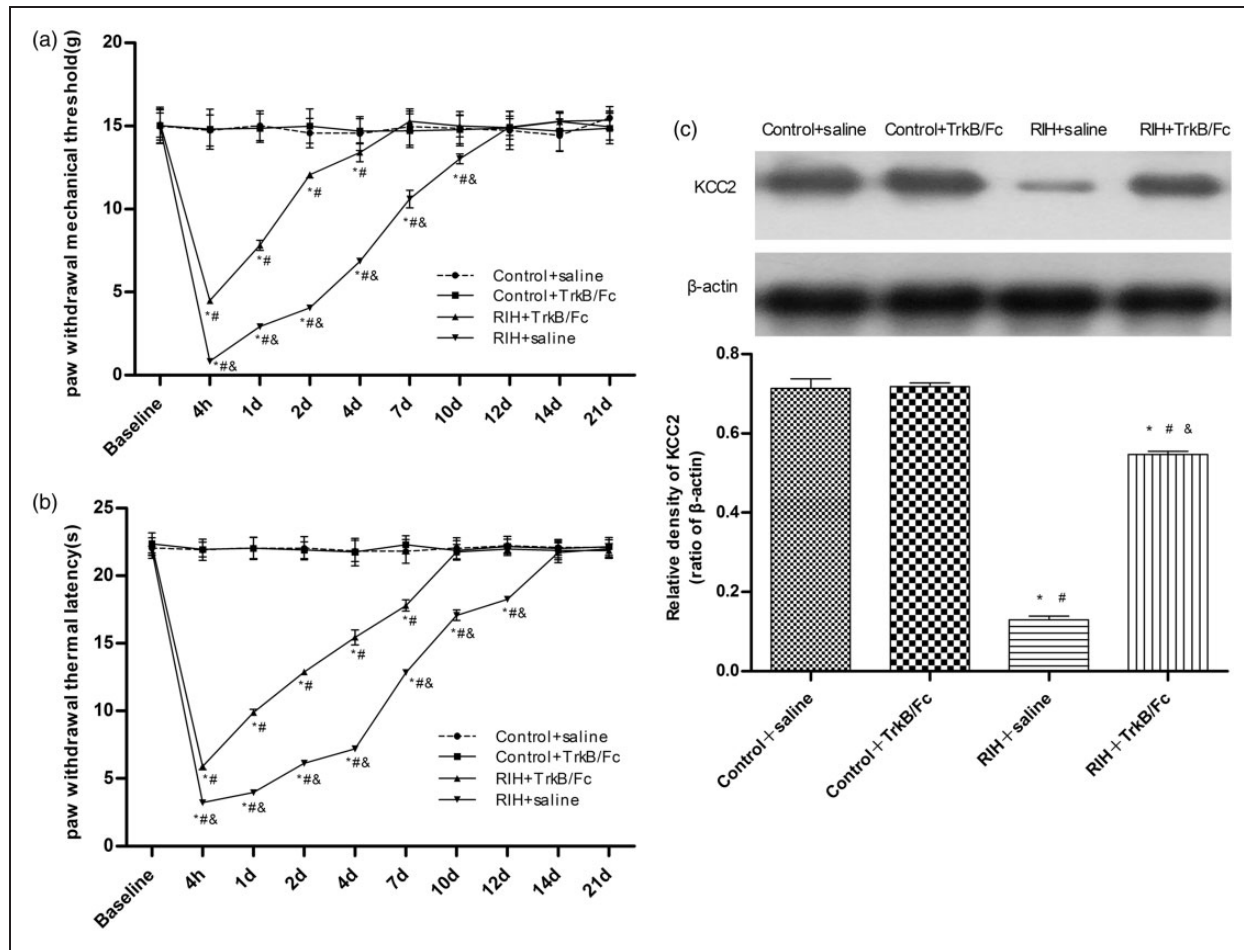 (a)
paw withdrawal mechanical threshold(g)
20
15
10
5
0
*#
*#
*#
*#
*#&
*#&
*#&
*#&
*#&
*#&
Control+saline
Control+TrkB/Fc
RIH+TrkB/Fc
RIH+saline
Baseline
4h
1d
2d
4d
7d
10d
12d
14d
21d
(b)
paw withdrawal thermal latency(s)
25
20
15
10
5
0
*#
*#
*#
*#
*#
*#&
*#&
*#&
*#&
*#&
*#&
*#&
Control+saline
Control+TrkB/Fc
RIH+TrkB/Fc
RIH+saline
Baseline
4h
1d
2d
4d
7d
10d
12d
14d
21d
(c)
Control+saline Control+TrkB/Fc RIH+saline RIH+TrkB/Fc
KCC2
β-actin
Relative density of KCC2
(ratio of β-actin)
0.8
0.6
0.4
0.2
0.0
* #
* # &
Control+saline
Control+TrkB/Fc
RIH+saline
RIH+TrkB/Fc